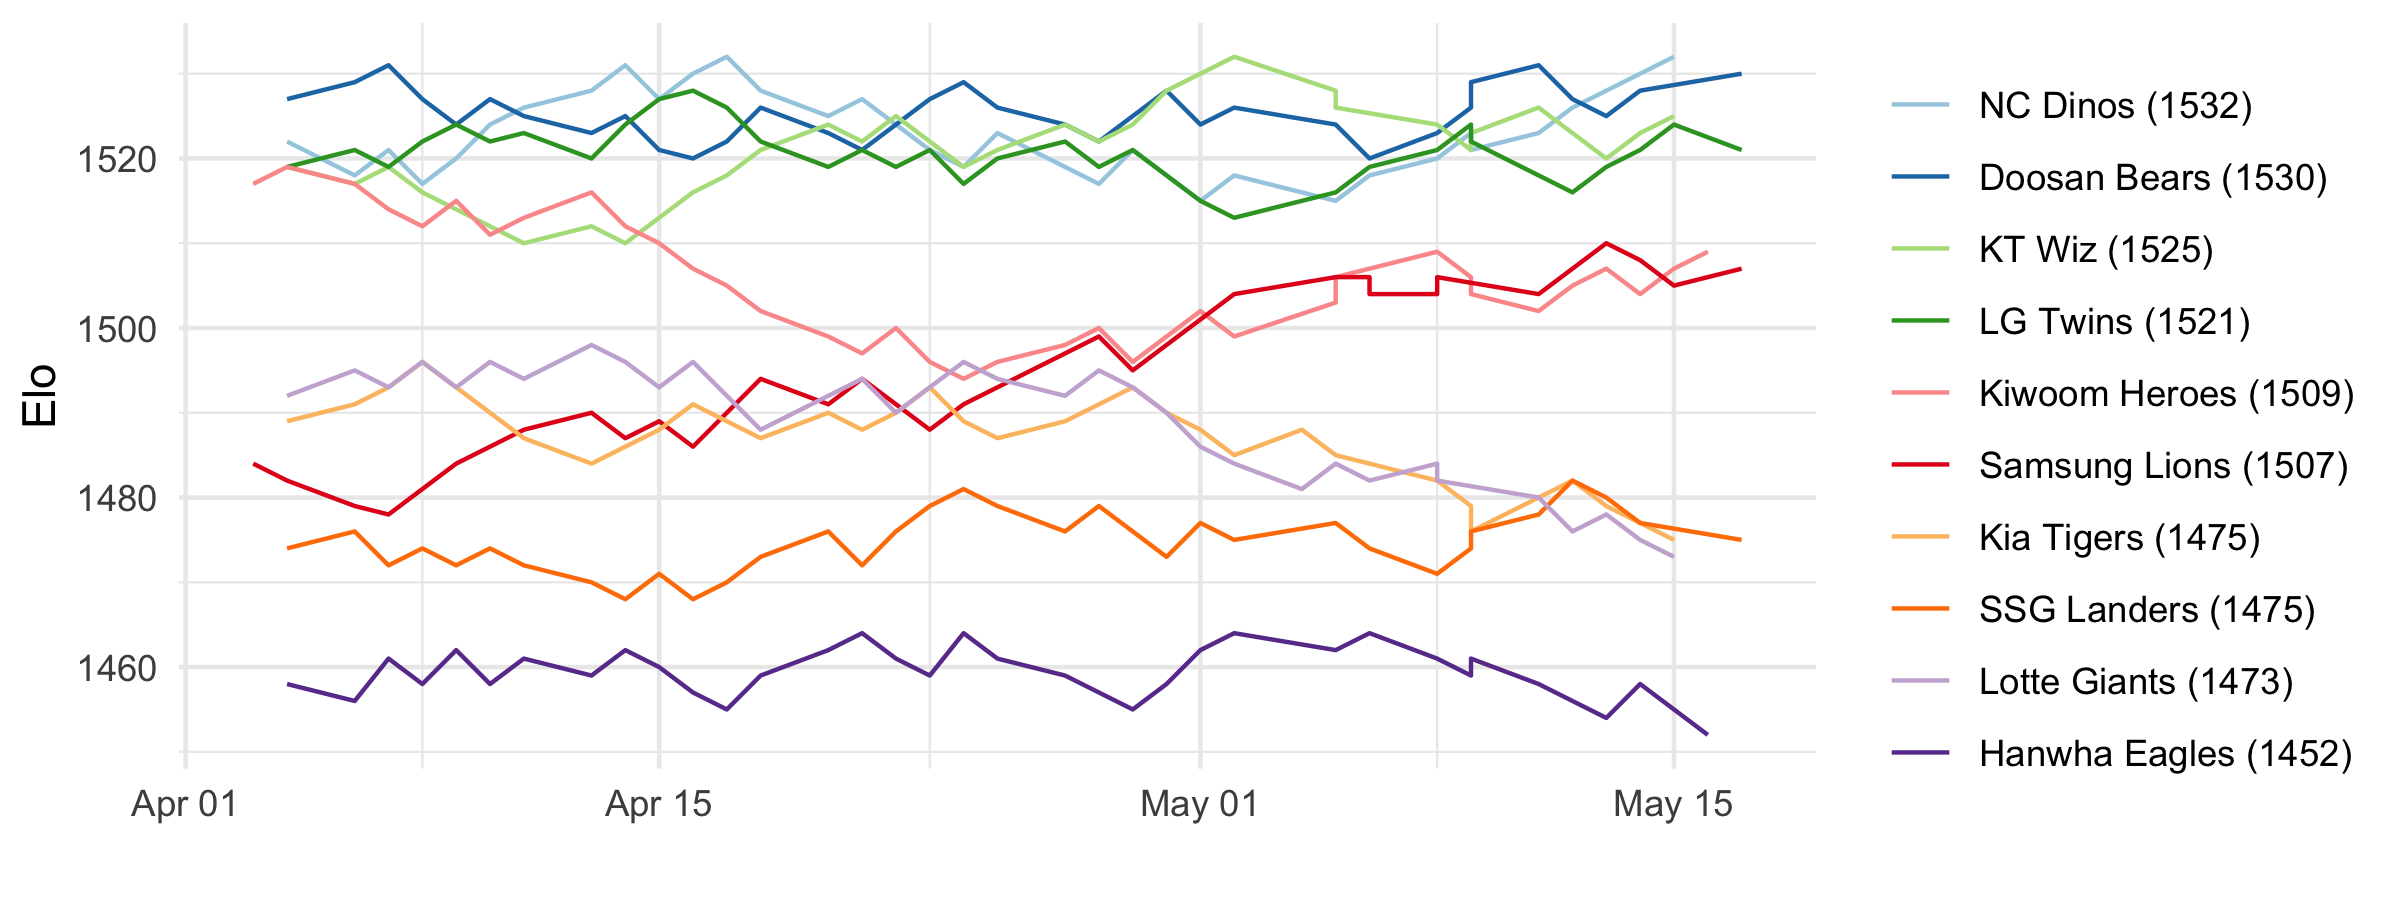 Elo
1520
1500
1480
1460
Apr 01
Apr 15
May 01
May 15
NC Dinos (1532)
Doosan Bears (1530)
KT Wiz (1525)
LG Twins (1521)
Kiwoom Heroes (1509)
Samsung Lions (1507)
Kia Tigers (1475)
SSG Landers (1475)
Lotte Giants (1473)
Hanwha Eagles (1452)